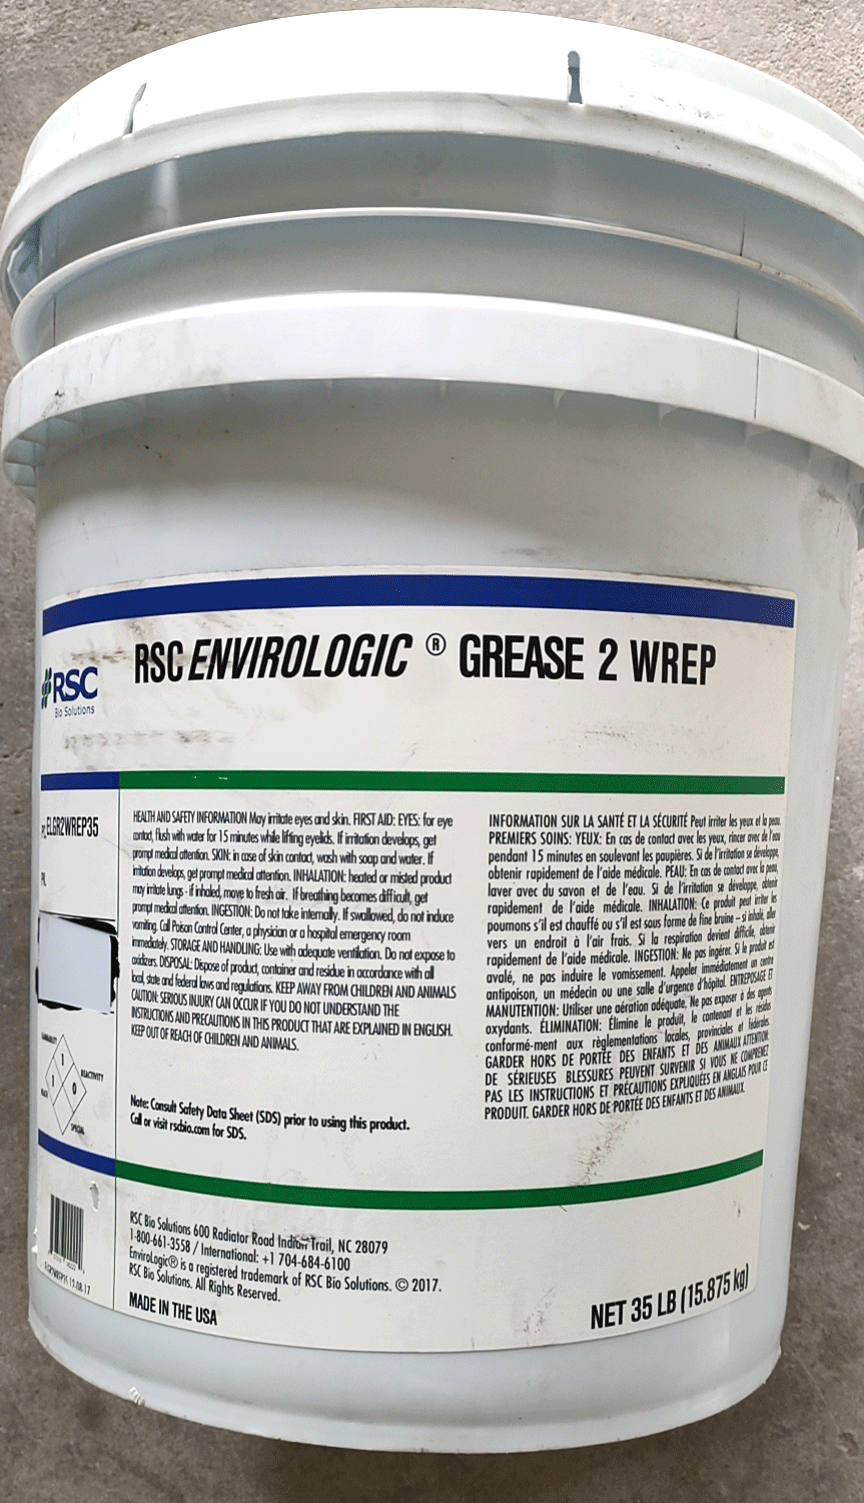 RSC ENVIROLOGIC ® GREASE 2 WREP
RSC
Bio Solutions
ELGR2WREP35
HEALTH AND SAFETY INFORMATION May irritate eyes and skin. FIRST AID: EYES: for eye
contact, flush with water for 15 minutes while lifting eyelids. If irritation develops, get
prompt medical attention. SKIN: in case of skin contact, wash with soap and water. If
irritation develops, get prompt medical attention. INHALATION: heated or misted product
may irritate lungs - if inhaled, move to fresh air. If breathing becomes difficult, get
prompt medical attention. INGESTION: Do not take internally. If swallowed, do not induce
vomiting. Call Poison Control Center, a physician or a hospital emergency room
immediately. STORAGE AND HANDLING: Use with adequate ventilation. Do not expose to
oxidizers. DISPOSAL: Dispose of product, container and residue in accordance with all
local, state and federal laws and regulations. KEEP AWAY FROM CHILDREN AND ANIMALS
CAUTION: SERIOUS INJURY CAN OCCUR IF YOU DO NOT UNDERSTAND THE
INSTRUCTIONS AND PRECAUTIONS IN THIS PRODUCT THAT ARE EXPLAINED IN ENGLISH.
KEEP OUT OF REACH OF CHILDREN AND ANIMALS.
Note: Consult Safety Data Sheet (SDS) prior to using this product.
Call or visit rscbio.com for SDS.
INFORMATION SUR LA SANTÉ ET LA SÉCURITÉ Peut irriter les yeux et la peau.
PREMIERS SOINS: YEUX: En cas de contact avec les yeux, rincer avec de l'eau
pendant 15 minutes en soulevant les paupières. Si de l'irritation se développe,
obtenir rapidement de l'aide médicale. PEAU: En cas de contact avec la peau,
laver avec du savon et de l'eau. Si de l'irritation se développe, obtenir
rapidement de l'aide médicale. INHALATION: Ce produit peut irriter les
poumons s'il est chauffé ou s'il est sous forme de fine bruine – si inhalé, aller
vers un endroit à l'air frais. Si la respiration devient difficile, obtenir
rapidement de l'aide médicale. INGESTION: Ne pas ingérer. Si le produit est
avalé, ne pas induire le vomissement. Appeler immédiatement un centre
antipoison, un médecin ou une salle d'urgence d'hôpital. ENTREPOSAGE ET
MANUTENTION: Utiliser une aération adéquate. Ne pas exposer à des agents
oxydants. ÉLIMINATION: Élimine le produit, le contenant et les résidus
conformé-ment aux règlementations locales, provinciales et fédérales.
GARDER HORS DE PORTÉE DES ENFANTS ET DES ANIMAUX ATTENTION:
DE SÉRIEUSES BLESSURES PEUVENT SURVENIR SI VOUS NE COMPRENEZ
PAS LES INSTRUCTIONS ET PRÉCAUTIONS EXPLIQUÉES EN ANGLAIS POUR CE
PRODUIT. GARDER HORS DE PORTÉE DES ENFANTS ET DES ANIMAUX.
1
1 0
REACTIVITY
SPECIAL
RSC Bio Solutions 600 Radiator Road Indian Trail, NC 28079
1-800-661-3558 / International: +1 704-684-6100
EnviroLogic® is a registered trademark of RSC Bio Solutions. © 2017.
RSC Bio Solutions. All Rights Reserved.
MADE IN THE USA
NET 35 LB (15.875 kg)